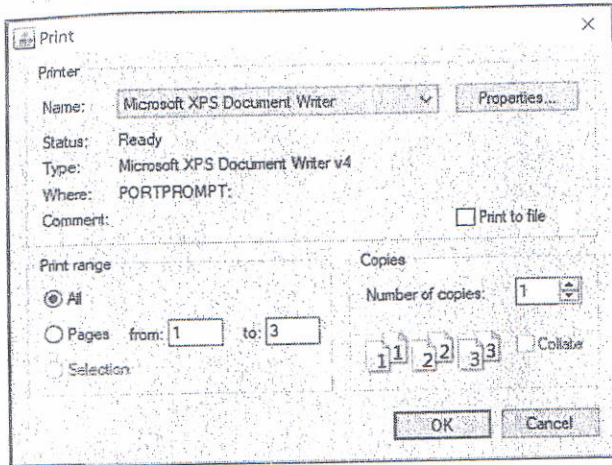 Print
Printer
Name: Microsoft XPS Document Writer Properties...
Status: Ready
Type: Microsoft XPS Document Writer v4
Where: PORTPROMPT:
Comment: Print to file
Print range
All
Pages from: 1 to: 3
Selection
Copies
Number of copies: 1
1 1 2 2 3 3 Collate
OK Cancel